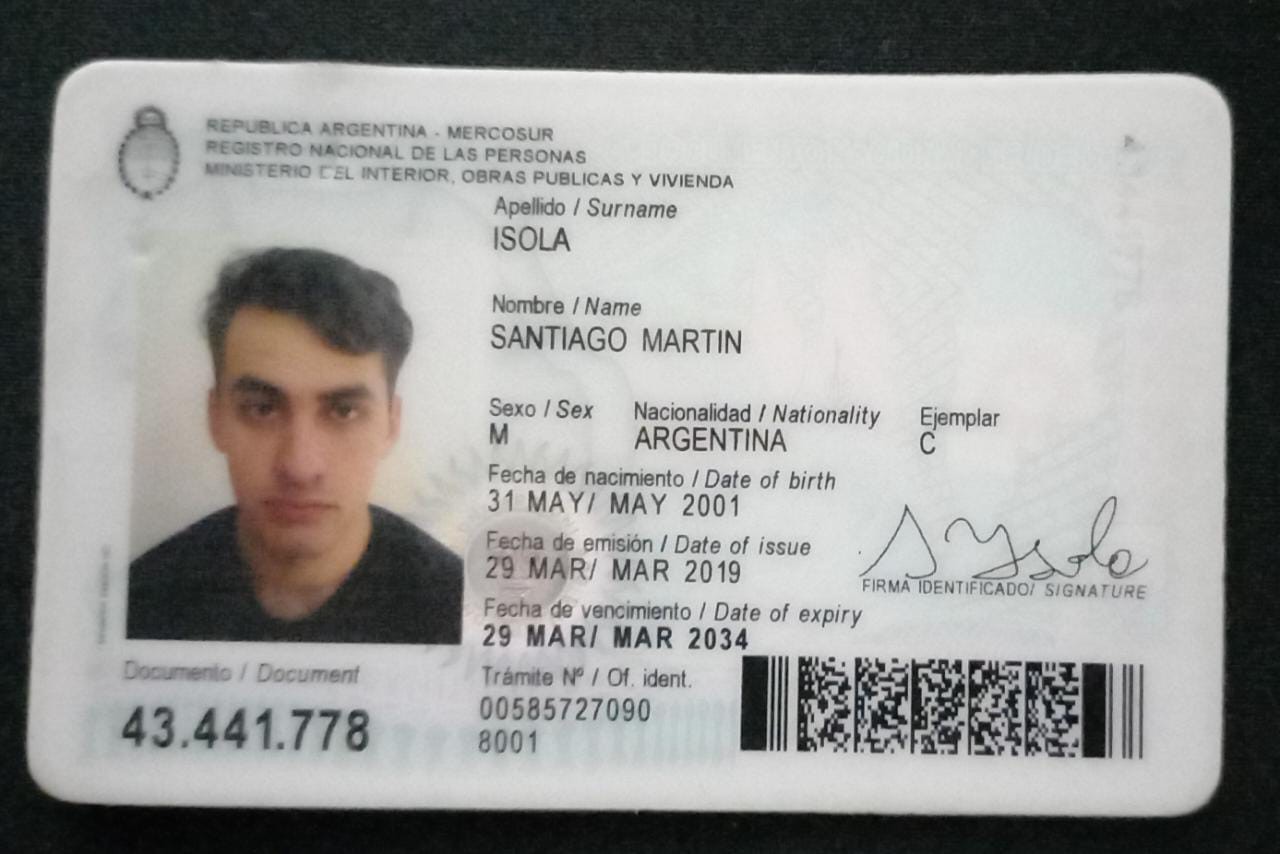 REPUBLICA ARGENTINA - MERCOSUR
REGISTRO NACIONAL DE LAS PERSONAS
MINISTERIO DEL INTERIOR, OBRAS PUBLICAS Y VIVIENDA
Apellido / Surname
ISOLA
Nombre / Name
SANTIAGO MARTIN
Sexo / Sex Nacionalidad / Nationality Ejemplar
M ARGENTINA C
Fecha de nacimiento / Date of birth
31 MAY/ MAY 2001
Fecha de emisión / Date of issue
29 MAR/ MAR 2019
FIRMA IDENTIFICADO/ SIGNATURE
Fecha de vencimiento / Date of expiry
29 MAR/ MAR 2034
Documento / Document
43.441.778
Trámite Nº / Of. ident.
00585727090
8001